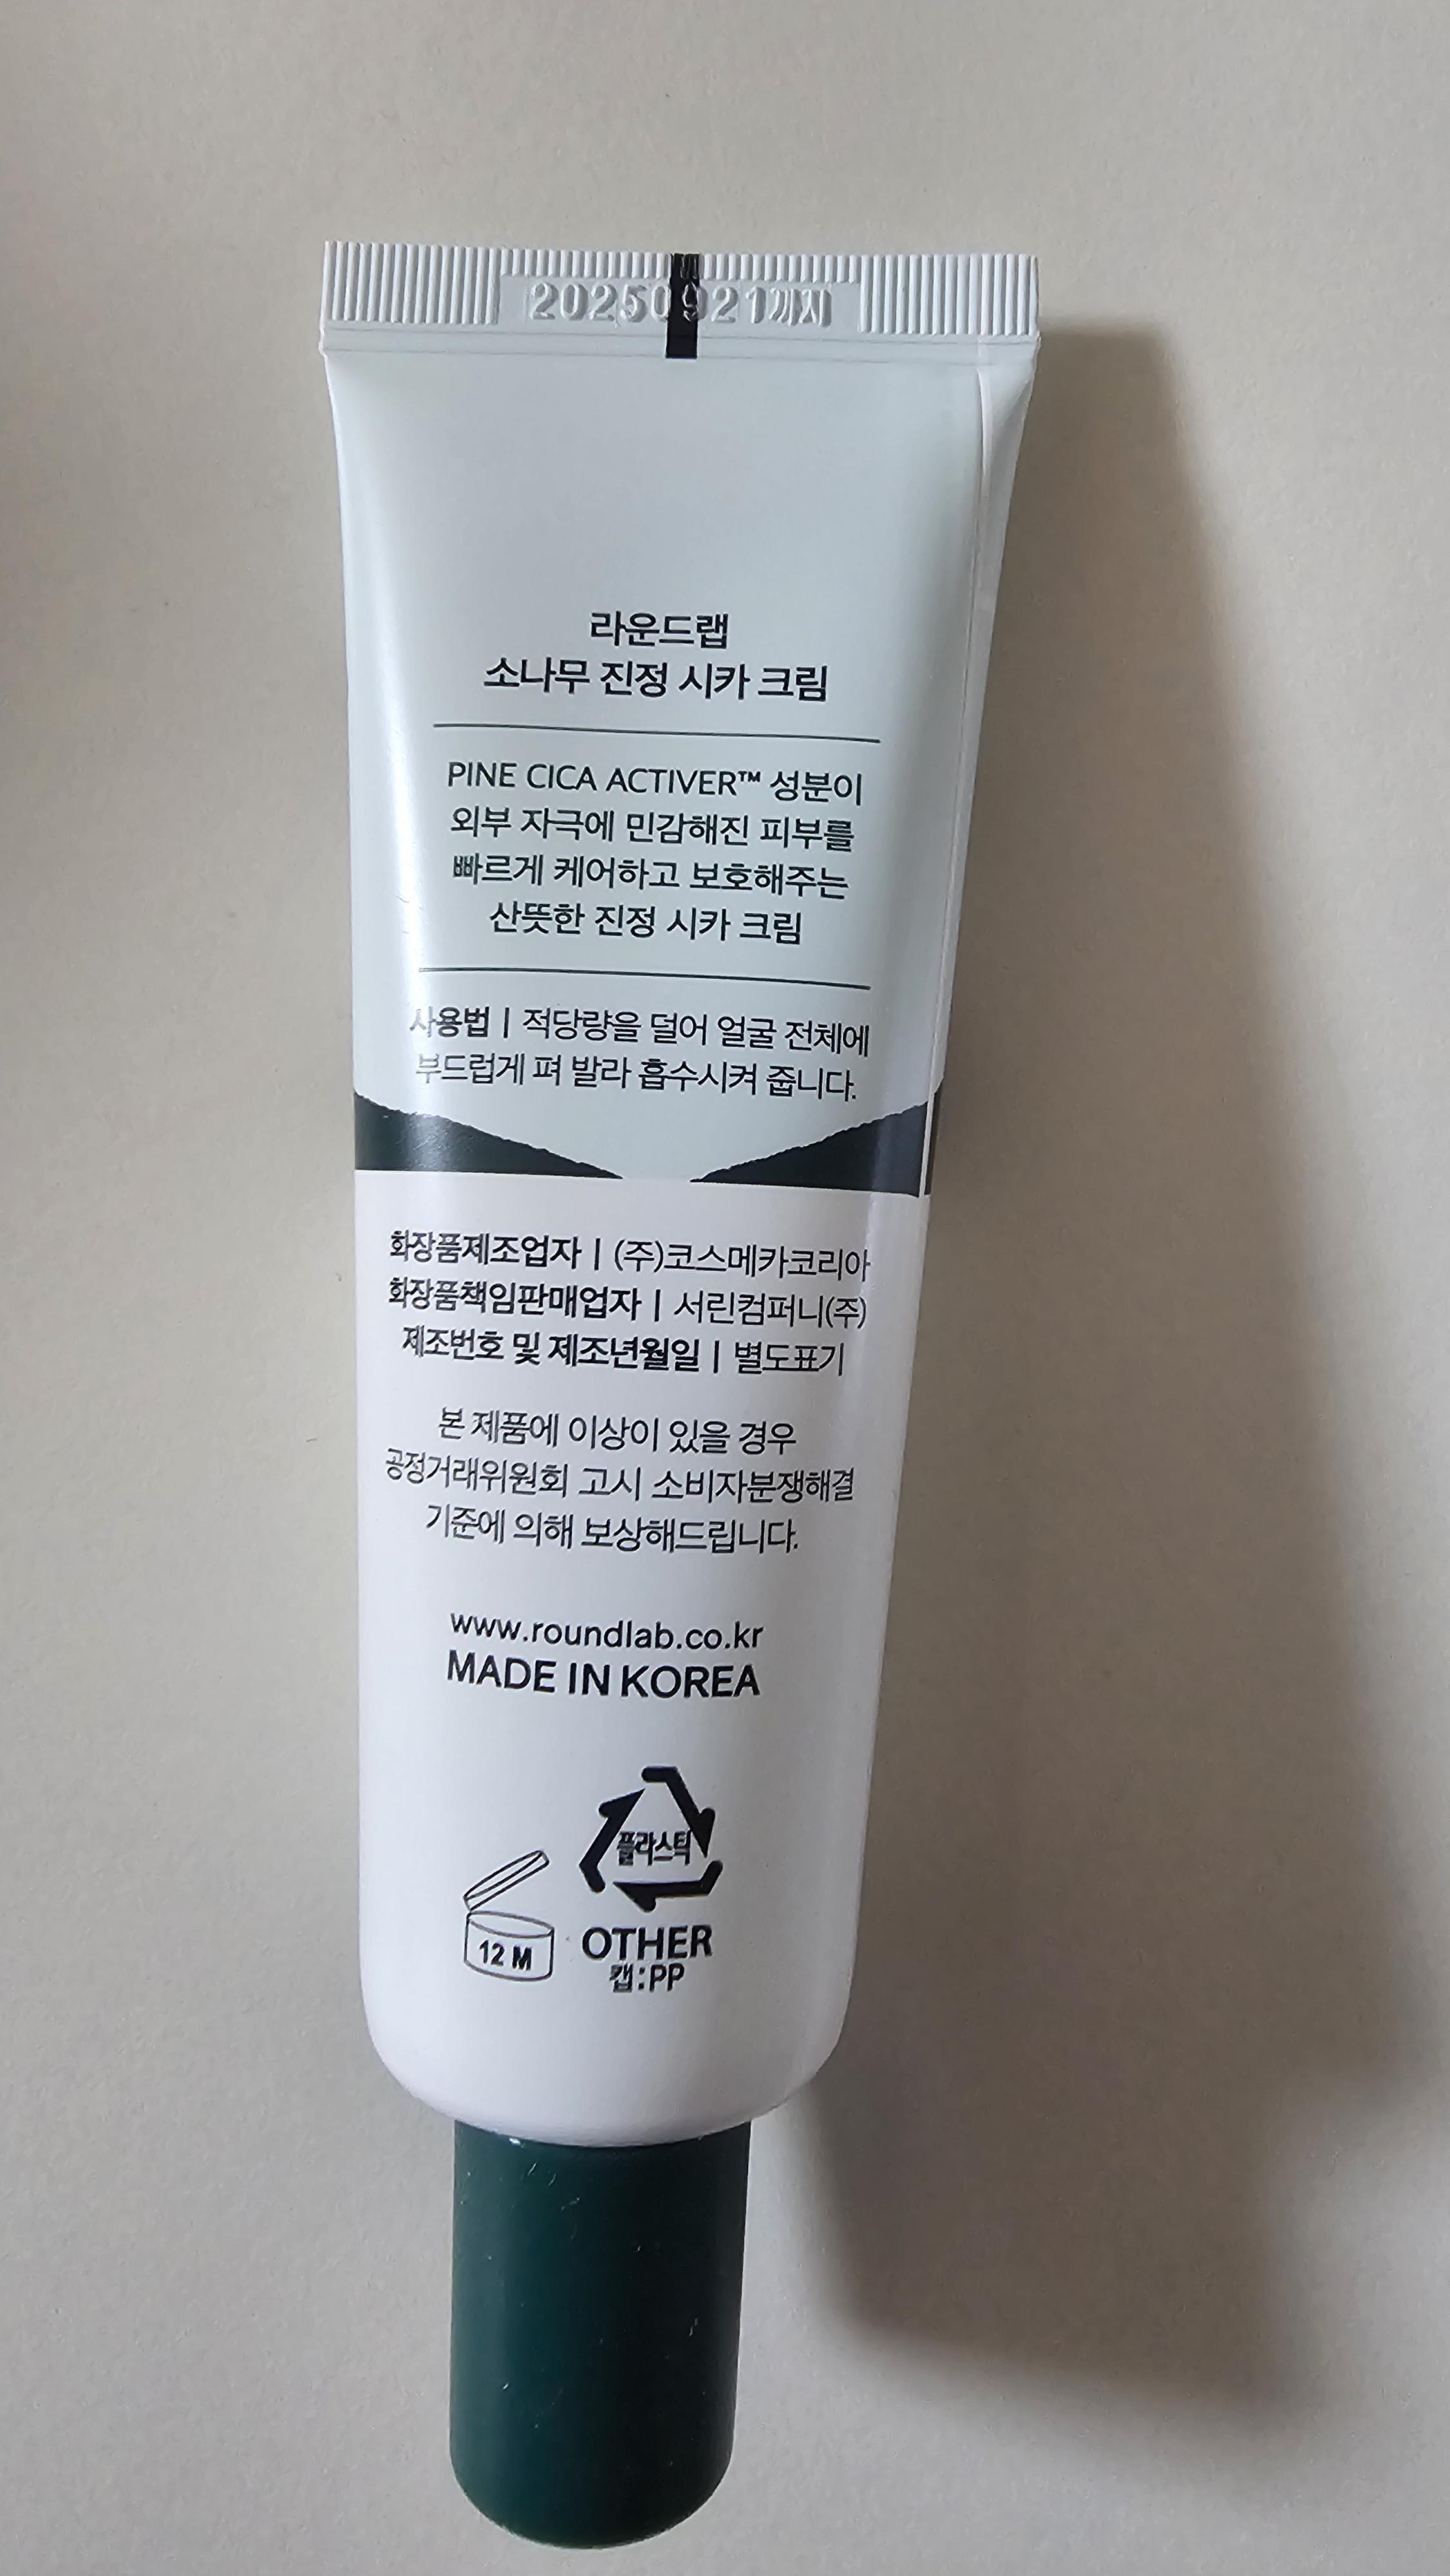 20250921까지
라운드랩
소나무 진정 시카 크림
PINE CICA ACTIVER™ 성분이
외부 자극에 민감해진 피부를
빠르게 케어하고 보호해주는
산뜻한 진정 시카 크림
사용법 | 적당량을 덜어 얼굴 전체에
부드럽게 펴 발라 흡수시켜 줍니다.
화장품제조업자 | (주)코스메카코리아
화장품책임판매업자 | 서린컴퍼니(주)
제조번호 및 제조년월일 | 별도표기
본 제품에 이상이 있을 경우
공정거래위원회 고시 소비자분쟁해결
기준에 의해 보상해드립니다.
www.roundlab.co.kr
MADE IN KOREA
플라스틱
12 M
OTHER
캡:PP